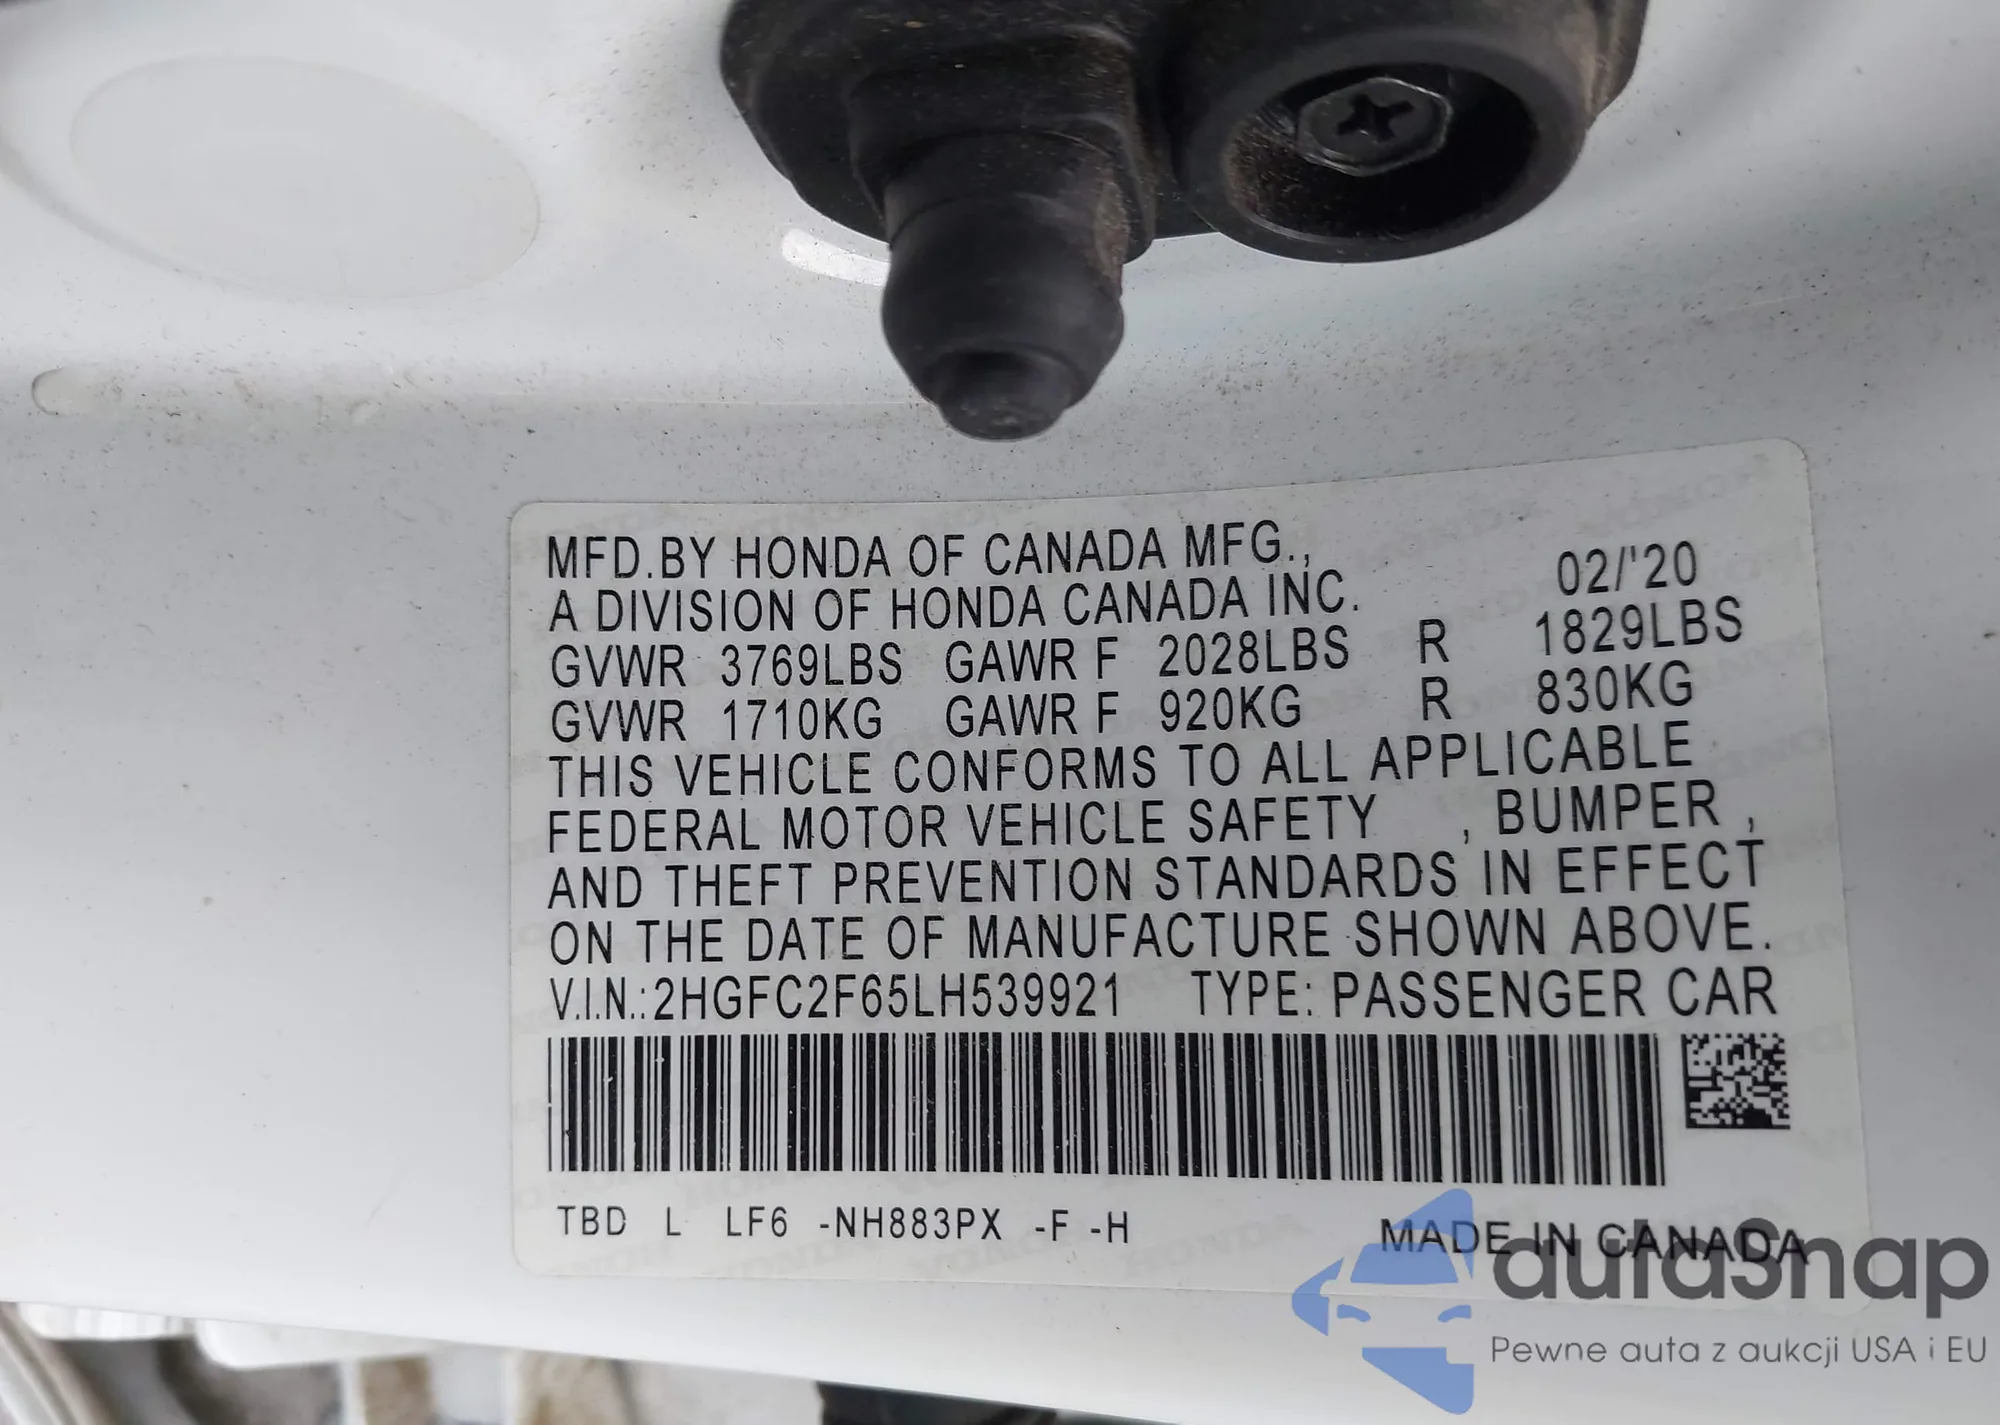 MFD.BY HONDA OF CANADA MFG., 02/'20
A DIVISION OF HONDA CANADA INC.
GVWR 3769LBS GAWR F 2028LBS R 1829LBS
GVWR 1710KG GAWR F 920KG R 830KG
THIS VEHICLE CONFORMS TO ALL APPLICABLE
FEDERAL MOTOR VEHICLE SAFETY , BUMPER ,
AND THEFT PREVENTION STANDARDS IN EFFECT
ON THE DATE OF MANUFACTURE SHOWN ABOVE.
V.I.N.:2HGFC2F65LH539921 TYPE: PASSENGER CAR
TBD L LF6 -NH883PX -F -H MADE IN CANADA
autaSnap
Pewne auta z aukcji USA i EU